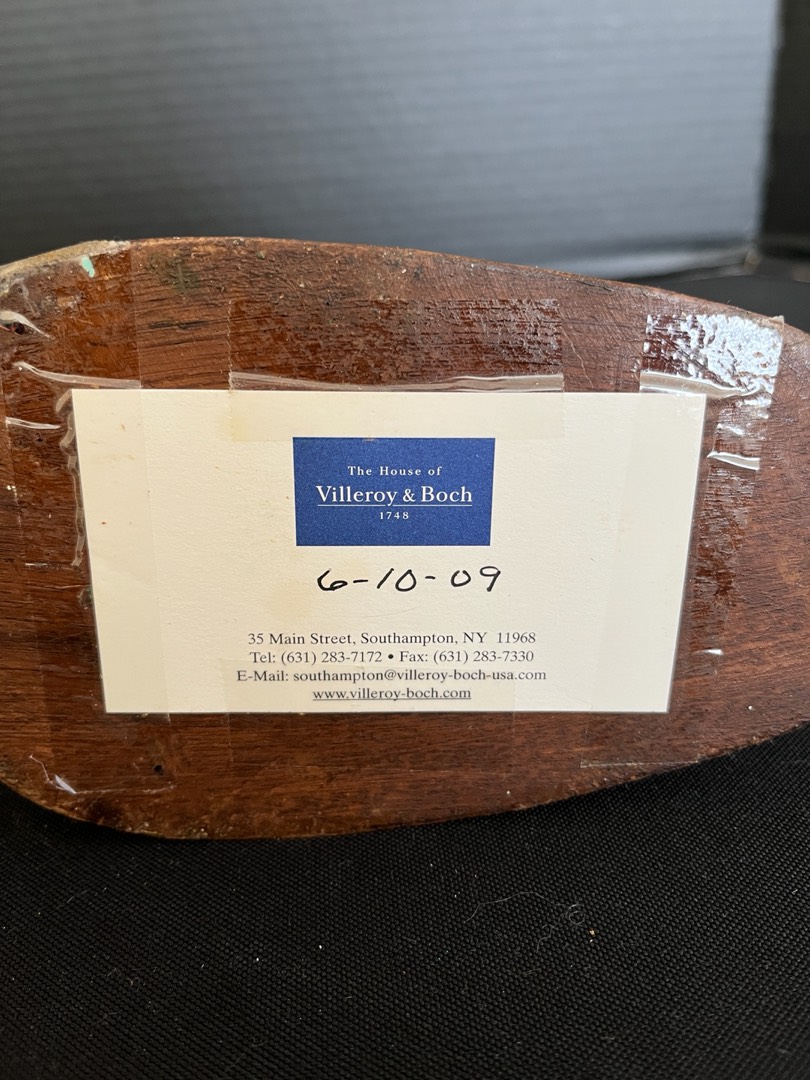 The House of
Villeroy & Boch
1748
6-10-09
35 Main Street, Southampton, NY 11968
Tel: (631) 283-7172 • Fax: (631) 283-7330
E-Mail: southampton@villeroy-boch-usa.com
www.villeroy-boch.com